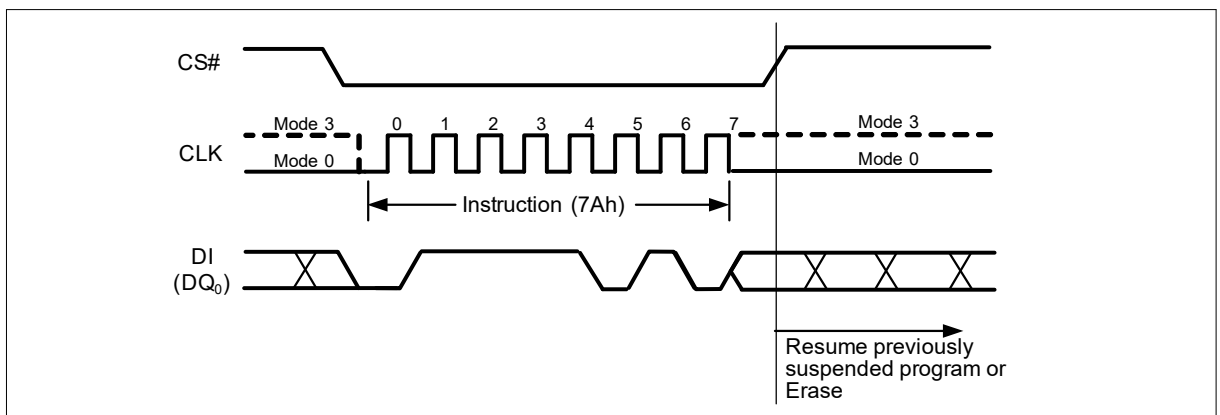 CS#
Mode 3 0 1 2 3 4 5 6 7 Mode 3
CLK
Mode 0 Mode 0
Instruction (7Ah)
DI
(DQ₀)
Resume previously
suspended program or
Erase